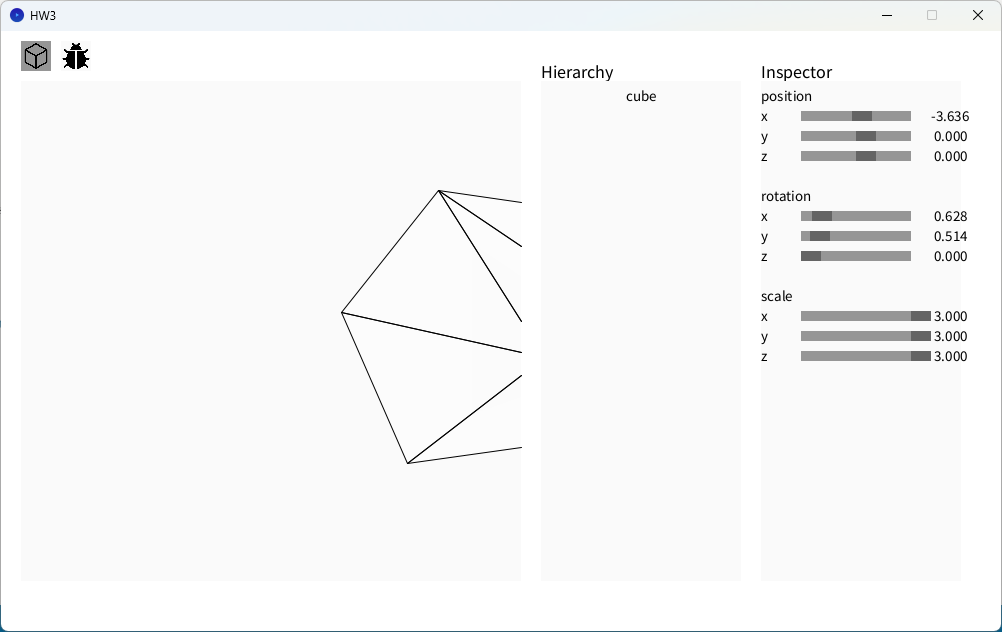 HW3
Hierarchy
cube
Inspector
position
x -3.636
y 0.000
z 0.000
rotation
x 0.628
y 0.514
z 0.000
scale
x 3.000
y 3.000
z 3.000